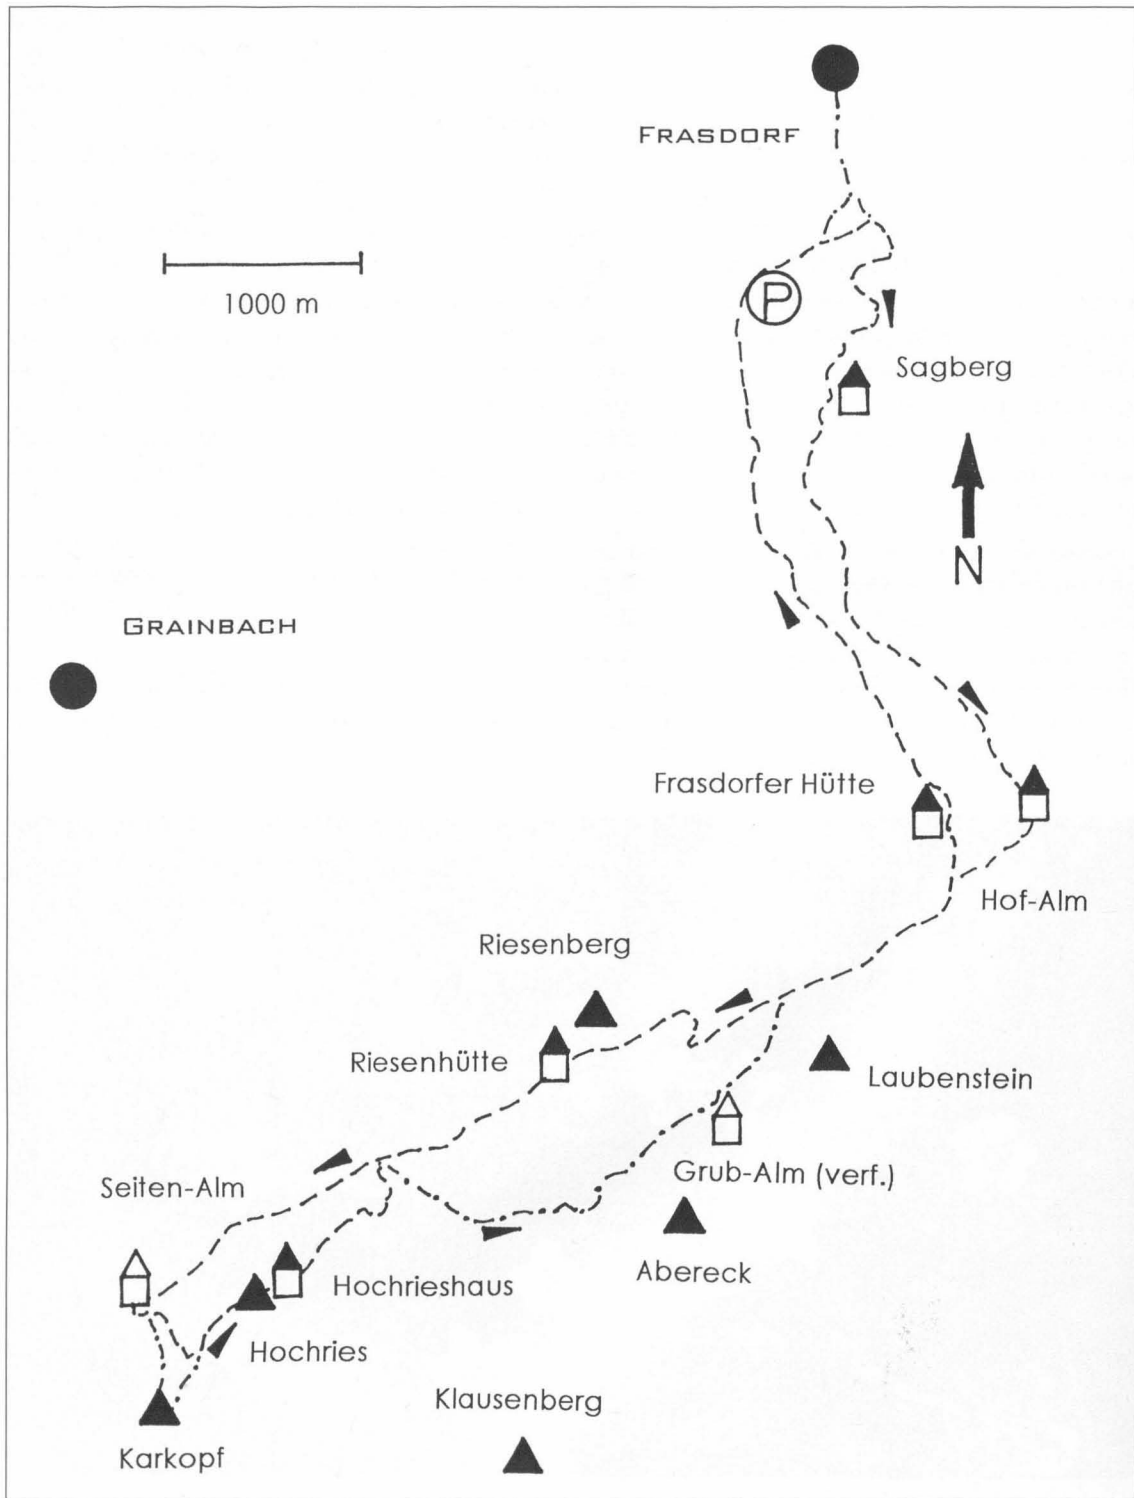 FRASDORF
1000 m
P
Sagberg
N
GRAINBACH
Frasdorfer Hütte
Hof-Alm
Riesenberg
Riesenhütte
Laubenstein
Seiten-Alm
Grub-Alm (verf.)
Hochrieshaus
Abereck
Hochries
Klausenberg
Karkopf